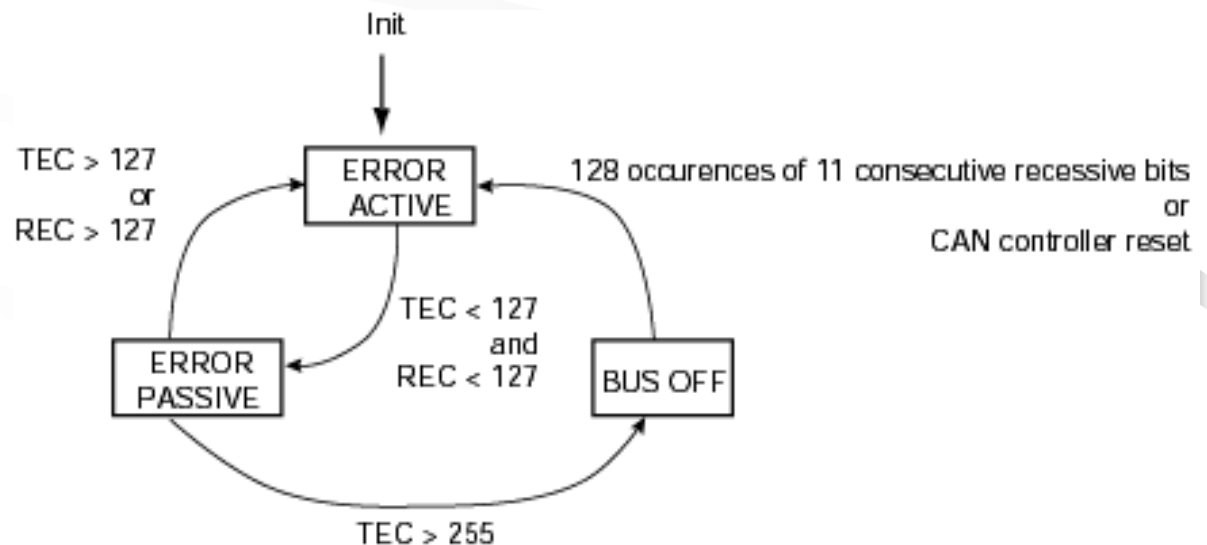 Init
TEC > 127
or
REC > 127
ERROR
ACTIVE
128 occurences of 11 consecutive recessive bits
or
CAN controller reset
TEC < 127
and
REC < 127
ERROR
PASSIVE
BUS OFF
TEC > 255